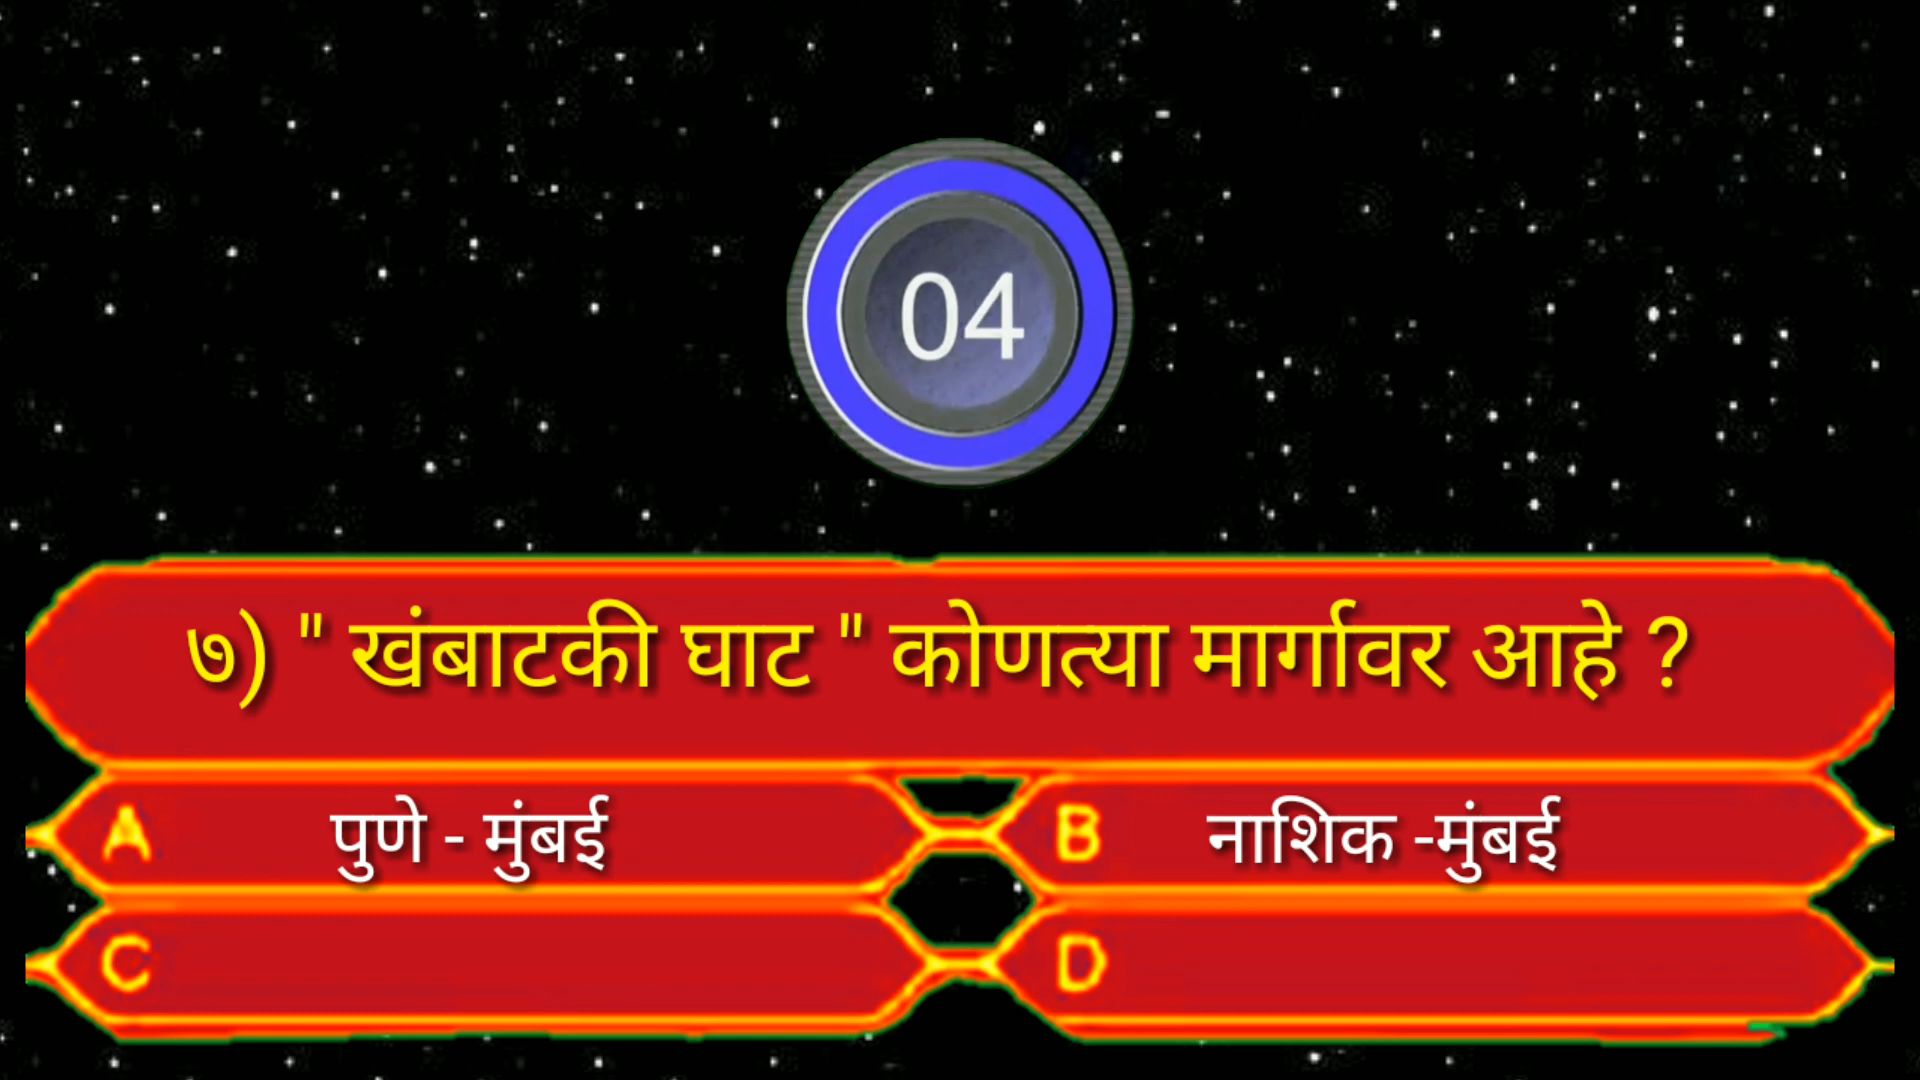 04
७) " खंबाटकी घाट " कोणत्या मार्गावर आहे ?
A पुणे - मुंबई
B नाशिक -मुंबई
C
D